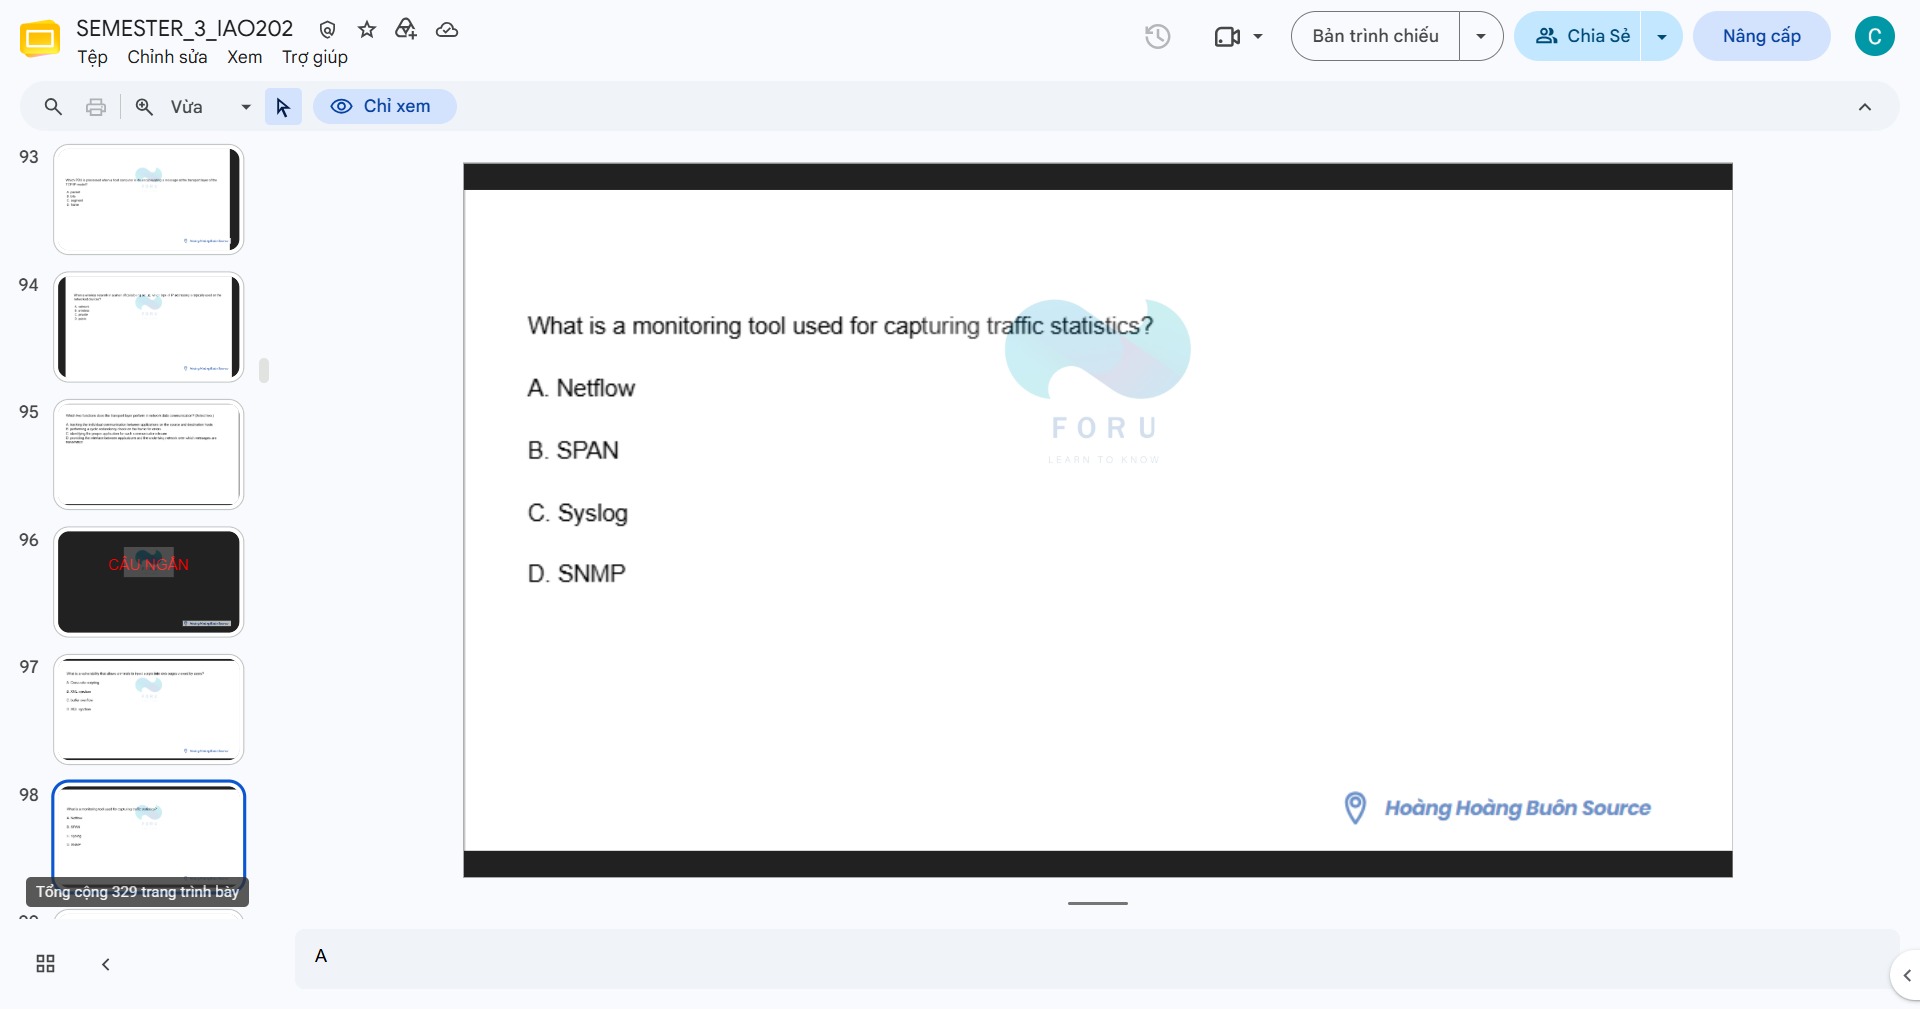 SEMESTER_3_IAO202
Tệp Chỉnh sửa Xem Trợ giúp
Bản trình chiếu
Chia Sẻ
Nâng cấp
C
Vừa
Chỉ xem
93
94
95
96
CÂU NGẮN
97
98
Tổng cộng 329 trang trình bày
What is a monitoring tool used for capturing traffic statistics?
A. Netflow
B. SPAN
C. Syslog
D. SNMP
FORU
LEARN TO KNOW
Hoàng Hoàng Buôn Source
A